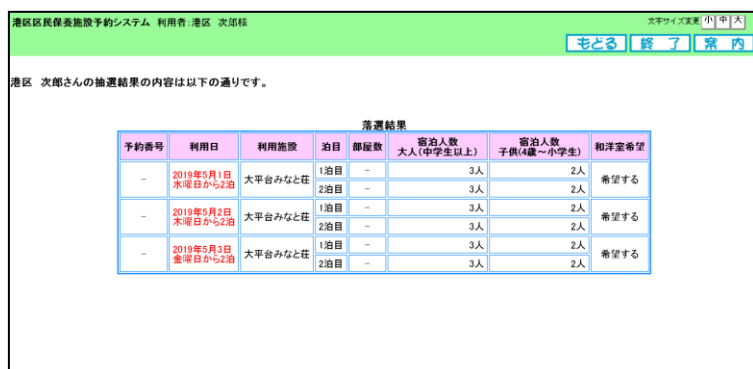 港区区民保養施設予約システム 利用者:港区 次郎様
文字サイズ変更 小 中 大
もどる 終 了 案 内
港区 次郎さんの抽選結果の内容は以下の通りです。
落選結果
予約番号 利用日 利用施設 泊目 部屋数 宿泊人数 大人(中学生以上) 宿泊人数 子供(4歳～小学生) 和洋室希望
- 2019年5月1日 水曜日から2泊 大平台みなと荘 1泊目 - 3人 2人 希望する
2泊目 - 3人 2人
- 2019年5月2日 木曜日から2泊 大平台みなと荘 1泊目 - 3人 2人 希望する
2泊目 - 3人 2人
- 2019年5月3日 金曜日から2泊 大平台みなと荘 1泊目 - 3人 2人 希望する
2泊目 - 3人 2人